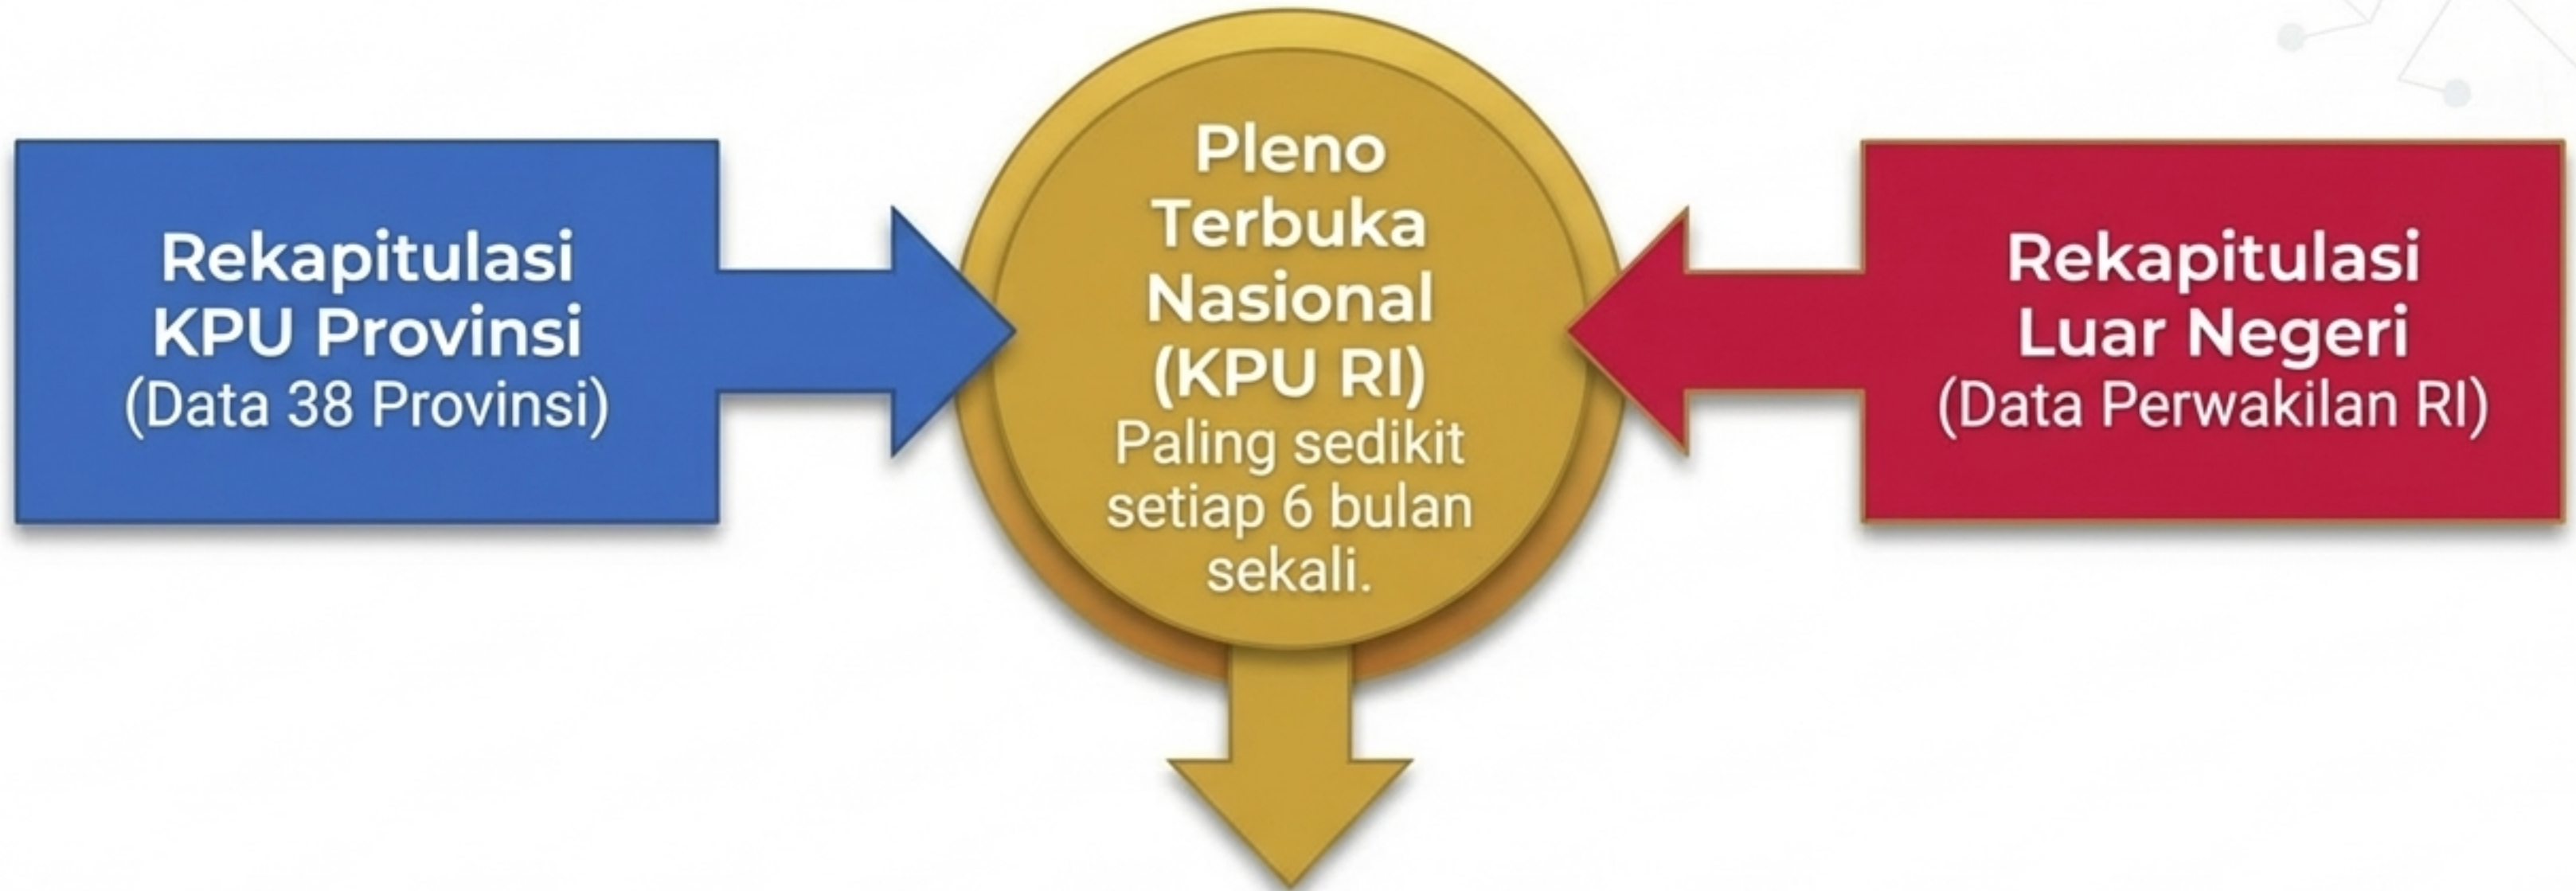 Rekapitulasi
KPU Provinsi
(Data 38 Provinsi)
Pleno
Terbuka
Nasional
(KPU RI)
Paling sedikit
setiap 6 bulan
sekali.
Rekapitulasi
Luar Negeri
(Data Perwakilan RI)